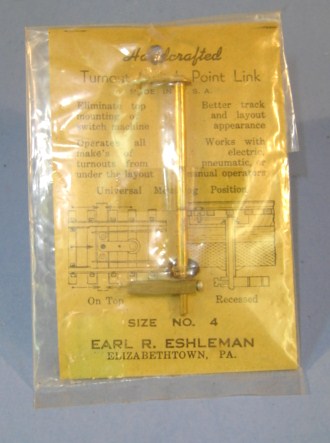 Handcrafted
Turnout Point Link
U. S. A.
Eliminate top
mounting of
switch machine
Better track
and layout
appearance
Operates all
make's of
turnouts from
under the layout
Works with
electric,
pneumatic, or
manual operators
Universal Mounting Position
On Top
Recessed
SIZE NO. 4
EARL R. ESHLEMAN
ELIZABETHTOWN, PA.